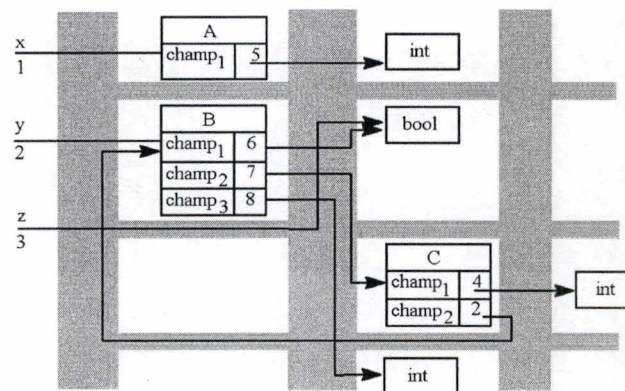 x
1
A
champ1 5
int
y
2
B
champ1 6
champ2 7
champ3 8
bool
z
3
C
champ1 4
champ2 2
int
int